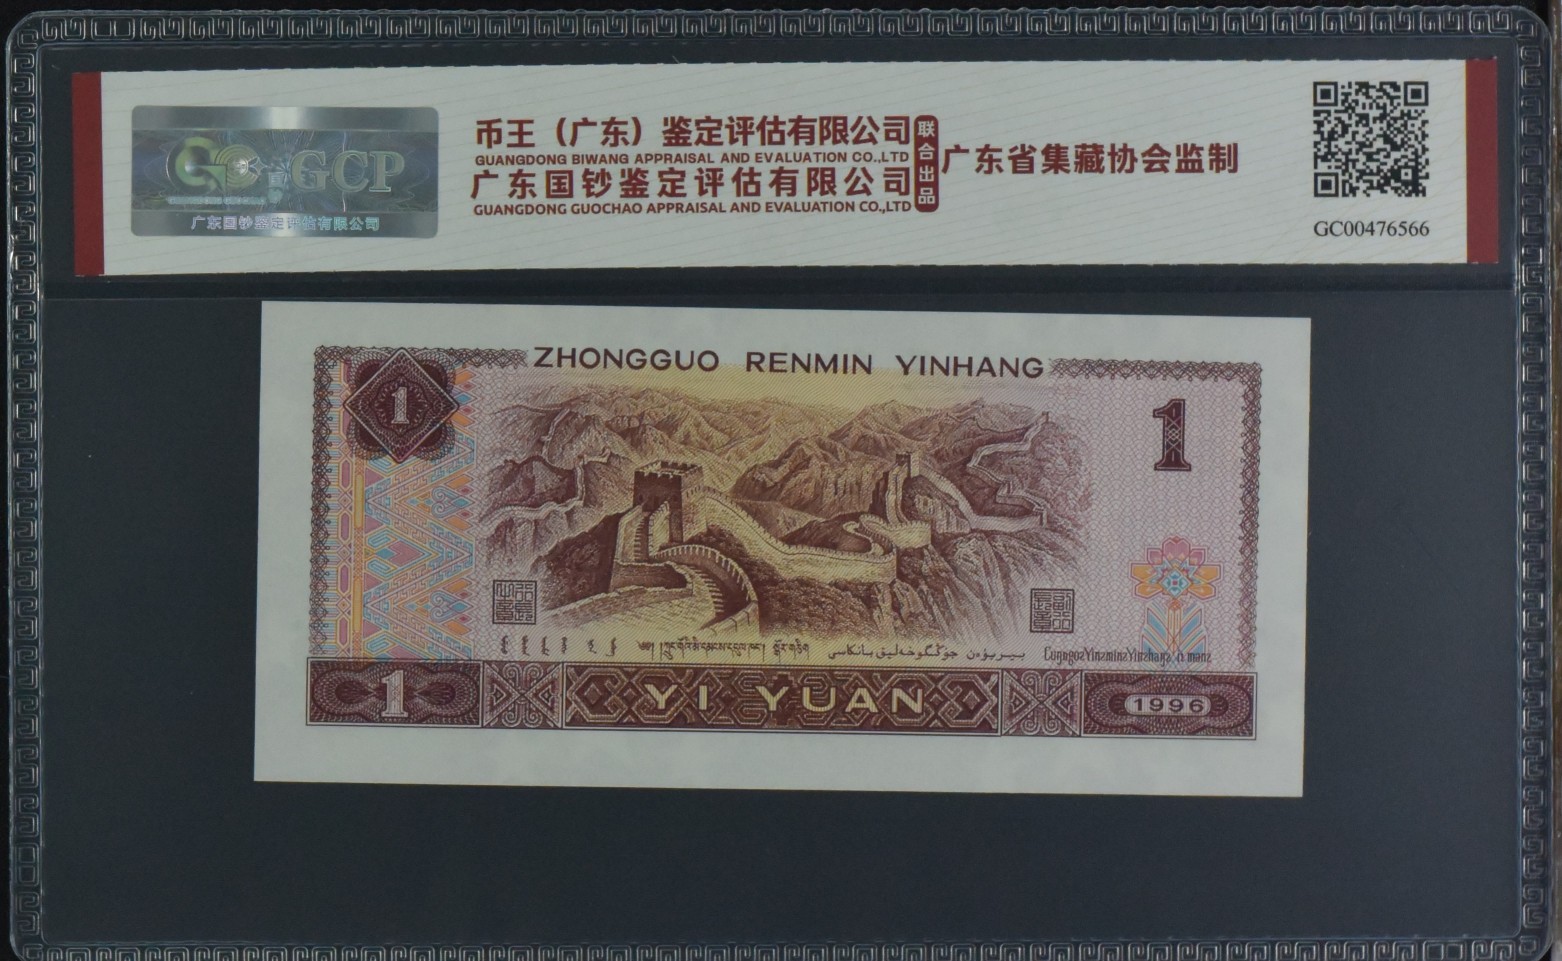 GCP
广东国钞鉴定评估有限公司
币王（广东）鉴定评估有限公司
GUANGDONG BIWANG APPRAISAL AND EVALUATION CO.,LTD
广东国钞鉴定评估有限公司
GUANGDONG GUOCHAO APPRAISAL AND EVALUATION CO.,LTD
联合出品
广东省集藏协会监制
GC00476566
ZHONGGUO RENMIN YINHANG
1
1
1
YI YUAN
1996